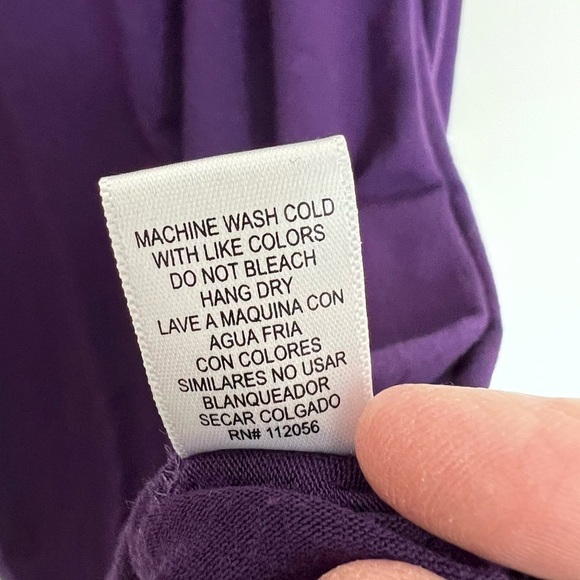 MACHINE WASH COLD
WITH LIKE COLORS
DO NOT BLEACH
HANG DRY
LAVE A MAQUINA CON
AGUA FRIA
CON COLORES
SIMILARES NO USAR
BLANQUEADOR
SECAR COLGADO
RN# 112056